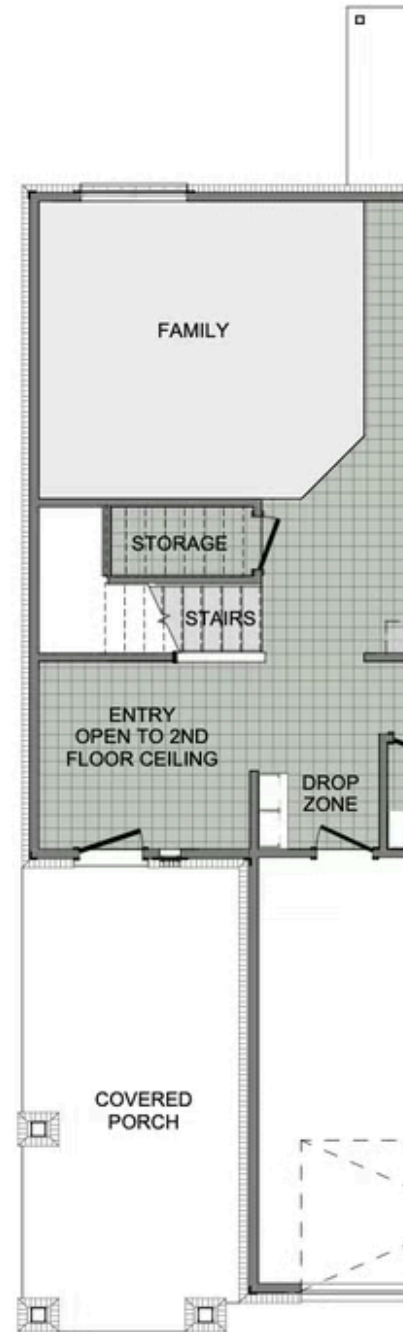 FAMILY
STORAGE
STAIRS
ENTRY
OPEN TO 2ND
FLOOR CEILING
DROP
ZONE
COVERED
PORCH